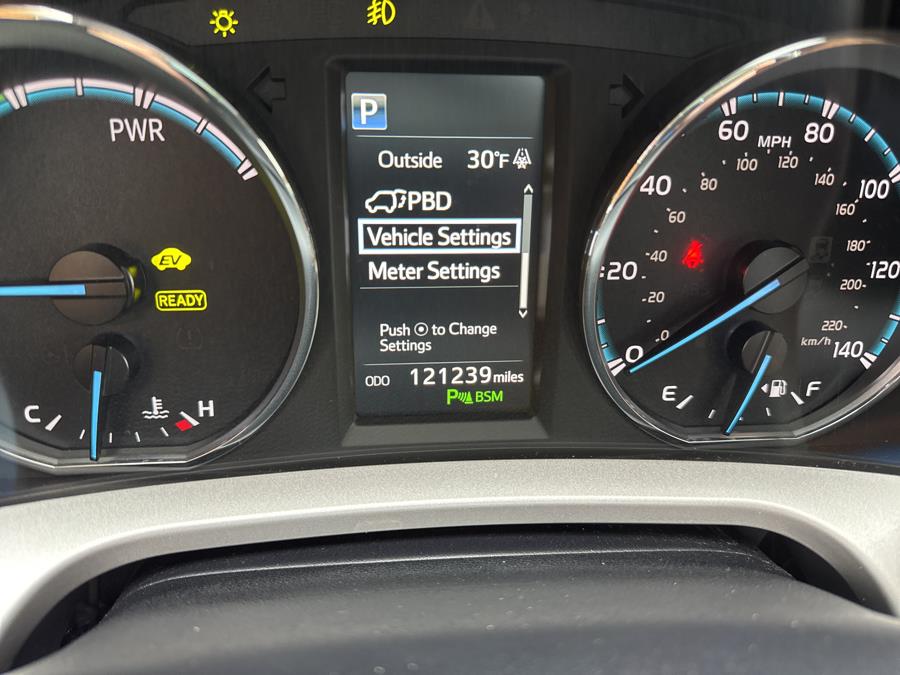 PWR
EV
READY
C
H
P
Outside 30°F
PBD
Vehicle Settings
Meter Settings
Push to Change
Settings
ODO 121239 miles
P BSM
MPH
0 20 40 60 80 100 120 140
0 20 40 60 80 100 120 140 160 180 200 220
km/h
E
F